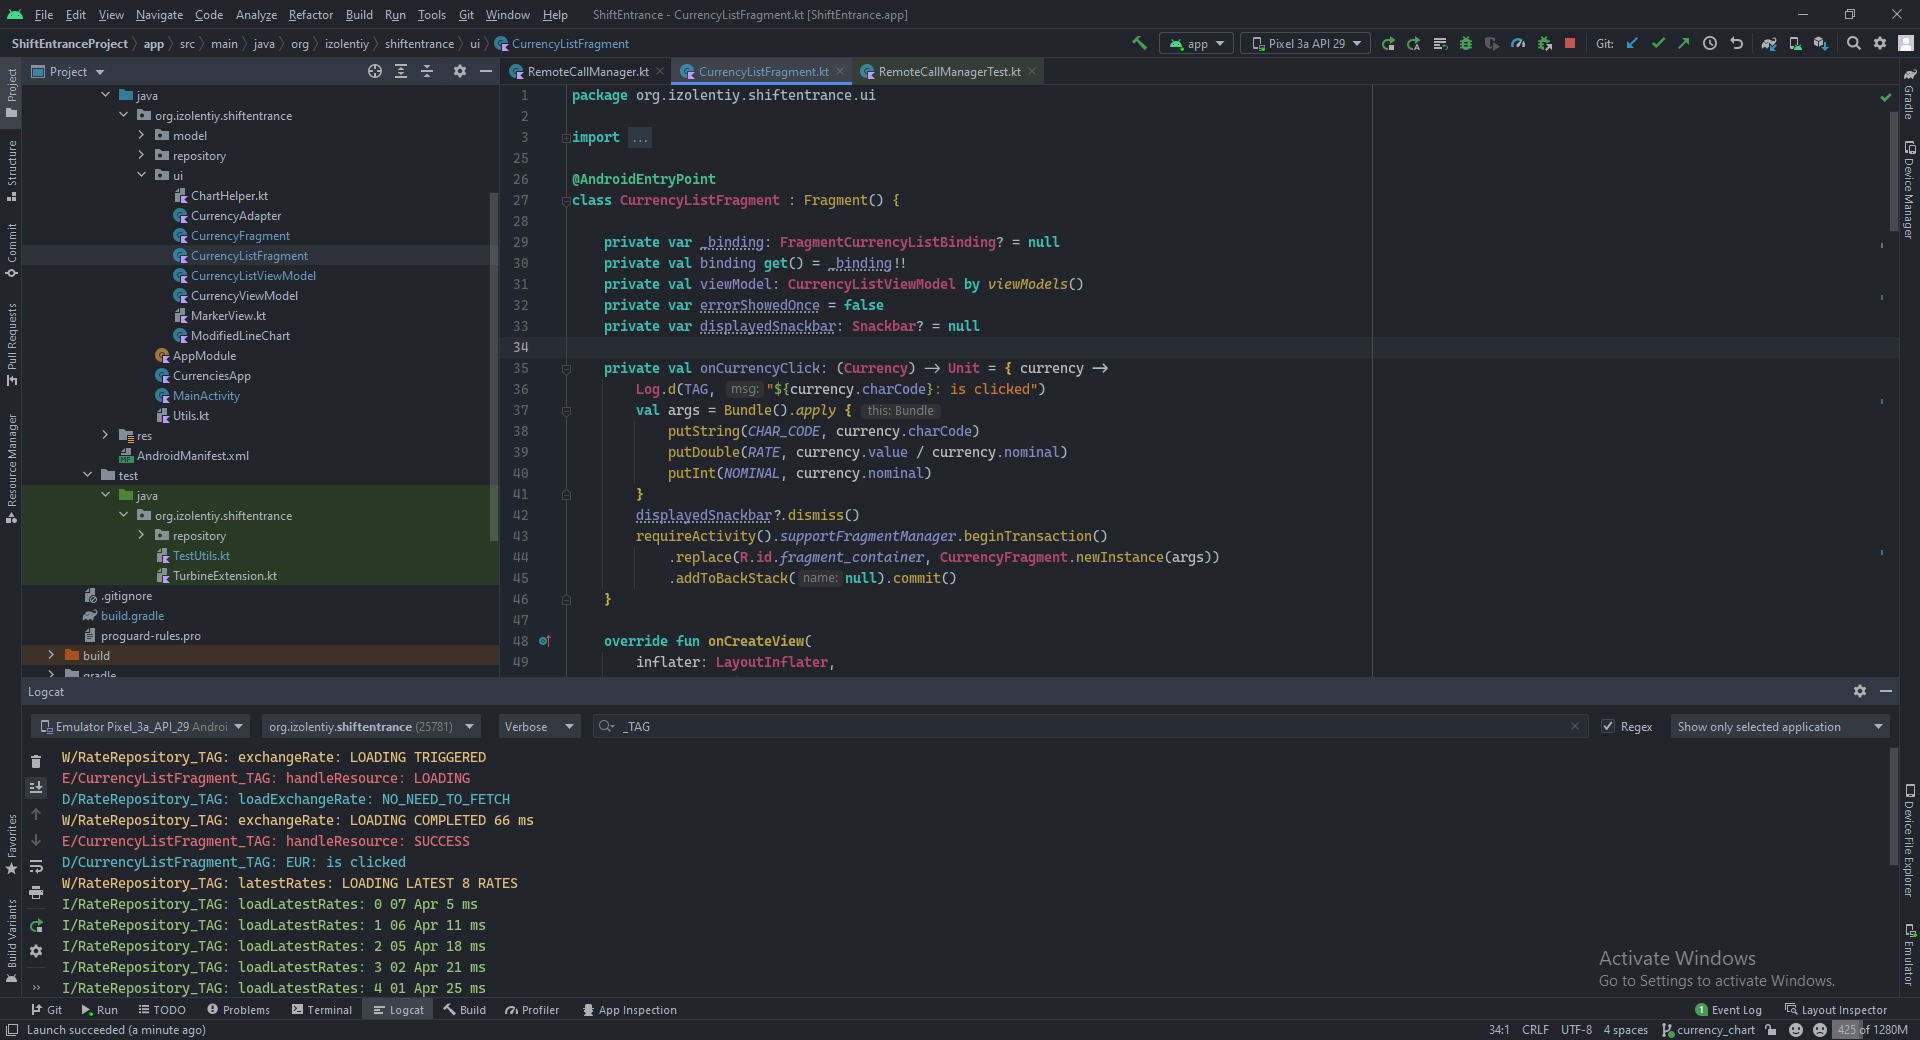 File Edit View Navigate Code Analyze Refactor Build Run Tools Git Window Help ShiftEntrance - CurrencyListFragment.kt [ShiftEntrance.app]
ShiftEntranceProject app src main java org izolentiy shiftentrance ui CurrencyListFragment app Pixel 3a API 29 Git:
Project
RemoteCallManager.kt CurrencyListFragment.kt RemoteCallManagerTest.kt
java
org.izolentiy.shiftentrance
model
repository
ui
ChartHelper.kt
CurrencyAdapter
CurrencyFragment
CurrencyListFragment
CurrencyListViewModel
CurrencyViewModel
MarkerView.kt
ModifiedLineChart
AppModule
CurrenciesApp
MainActivity
Utils.kt
res
AndroidManifest.xml
test
java
org.izolentiy.shiftentrance
repository
TestUtils.kt
TurbineExtension.kt
.gitignore
build.gradle
proguard-rules.pro
build
gradle
Project
Structure
Commit
Pull Requests
Resource Manager
Favorites
Build Variants
1 package org.izolentiy.shiftentrance.ui
2
3 import ...
25
26 @AndroidEntryPoint
27 class CurrencyListFragment : Fragment() {
28
29 private var _binding: FragmentCurrencyListBinding? = null
30 private val binding get() = _binding!!
31 private val viewModel: CurrencyListViewModel by viewModels()
32 private var errorShowedOnce = false
33 private var displayedSnackbar: Snackbar? = null
34
35 private val onCurrencyClick: (Currency) -> Unit = { currency ->
36 Log.d(TAG, msg: "${currency.charCode}: is clicked")
37 val args = Bundle().apply { this: Bundle
38 putString(CHAR_CODE, currency.charCode)
39 putDouble(RATE, currency.value / currency.nominal)
40 putInt(NOMINAL, currency.nominal)
41 }
42 displayedSnackbar?.dismiss()
43 requireActivity().supportFragmentManager.beginTransaction()
44 .replace(R.id.fragment_container, CurrencyFragment.newInstance(args))
45 .addToBackStack( name: null).commit()
46 }
47
48 override fun onCreateView(
49 inflater: LayoutInflater,
Gradle
Device Manager
Device File Explorer
Emulator
Logcat
Emulator Pixel_3a_API_29 Androi org.izolentiy.shiftentrance (25781) Verbose _TAG Regex Show only selected application
W/RateRepository_TAG: exchangeRate: LOADING TRIGGERED
E/CurrencyListFragment_TAG: handleResource: LOADING
D/RateRepository_TAG: loadExchangeRate: NO_NEED_TO_FETCH
W/RateRepository_TAG: exchangeRate: LOADING COMPLETED 66 ms
E/CurrencyListFragment_TAG: handleResource: SUCCESS
D/CurrencyListFragment_TAG: EUR: is clicked
W/RateRepository_TAG: latestRates: LOADING LATEST 8 RATES
I/RateRepository_TAG: loadLatestRates: 0 07 Apr 5 ms
I/RateRepository_TAG: loadLatestRates: 1 06 Apr 11 ms
I/RateRepository_TAG: loadLatestRates: 2 05 Apr 18 ms
I/RateRepository_TAG: loadLatestRates: 3 02 Apr 21 ms
I/RateRepository_TAG: loadLatestRates: 4 01 Apr 25 ms
Activate Windows
Go to Settings to activate Windows.
Git Run TODO Problems Terminal Logcat Build Profiler App Inspection 1 Event Log Layout Inspector
Launch succeeded (a minute ago) 34:1 CRLF UTF-8 4 spaces currency_chart 425 of 1280M